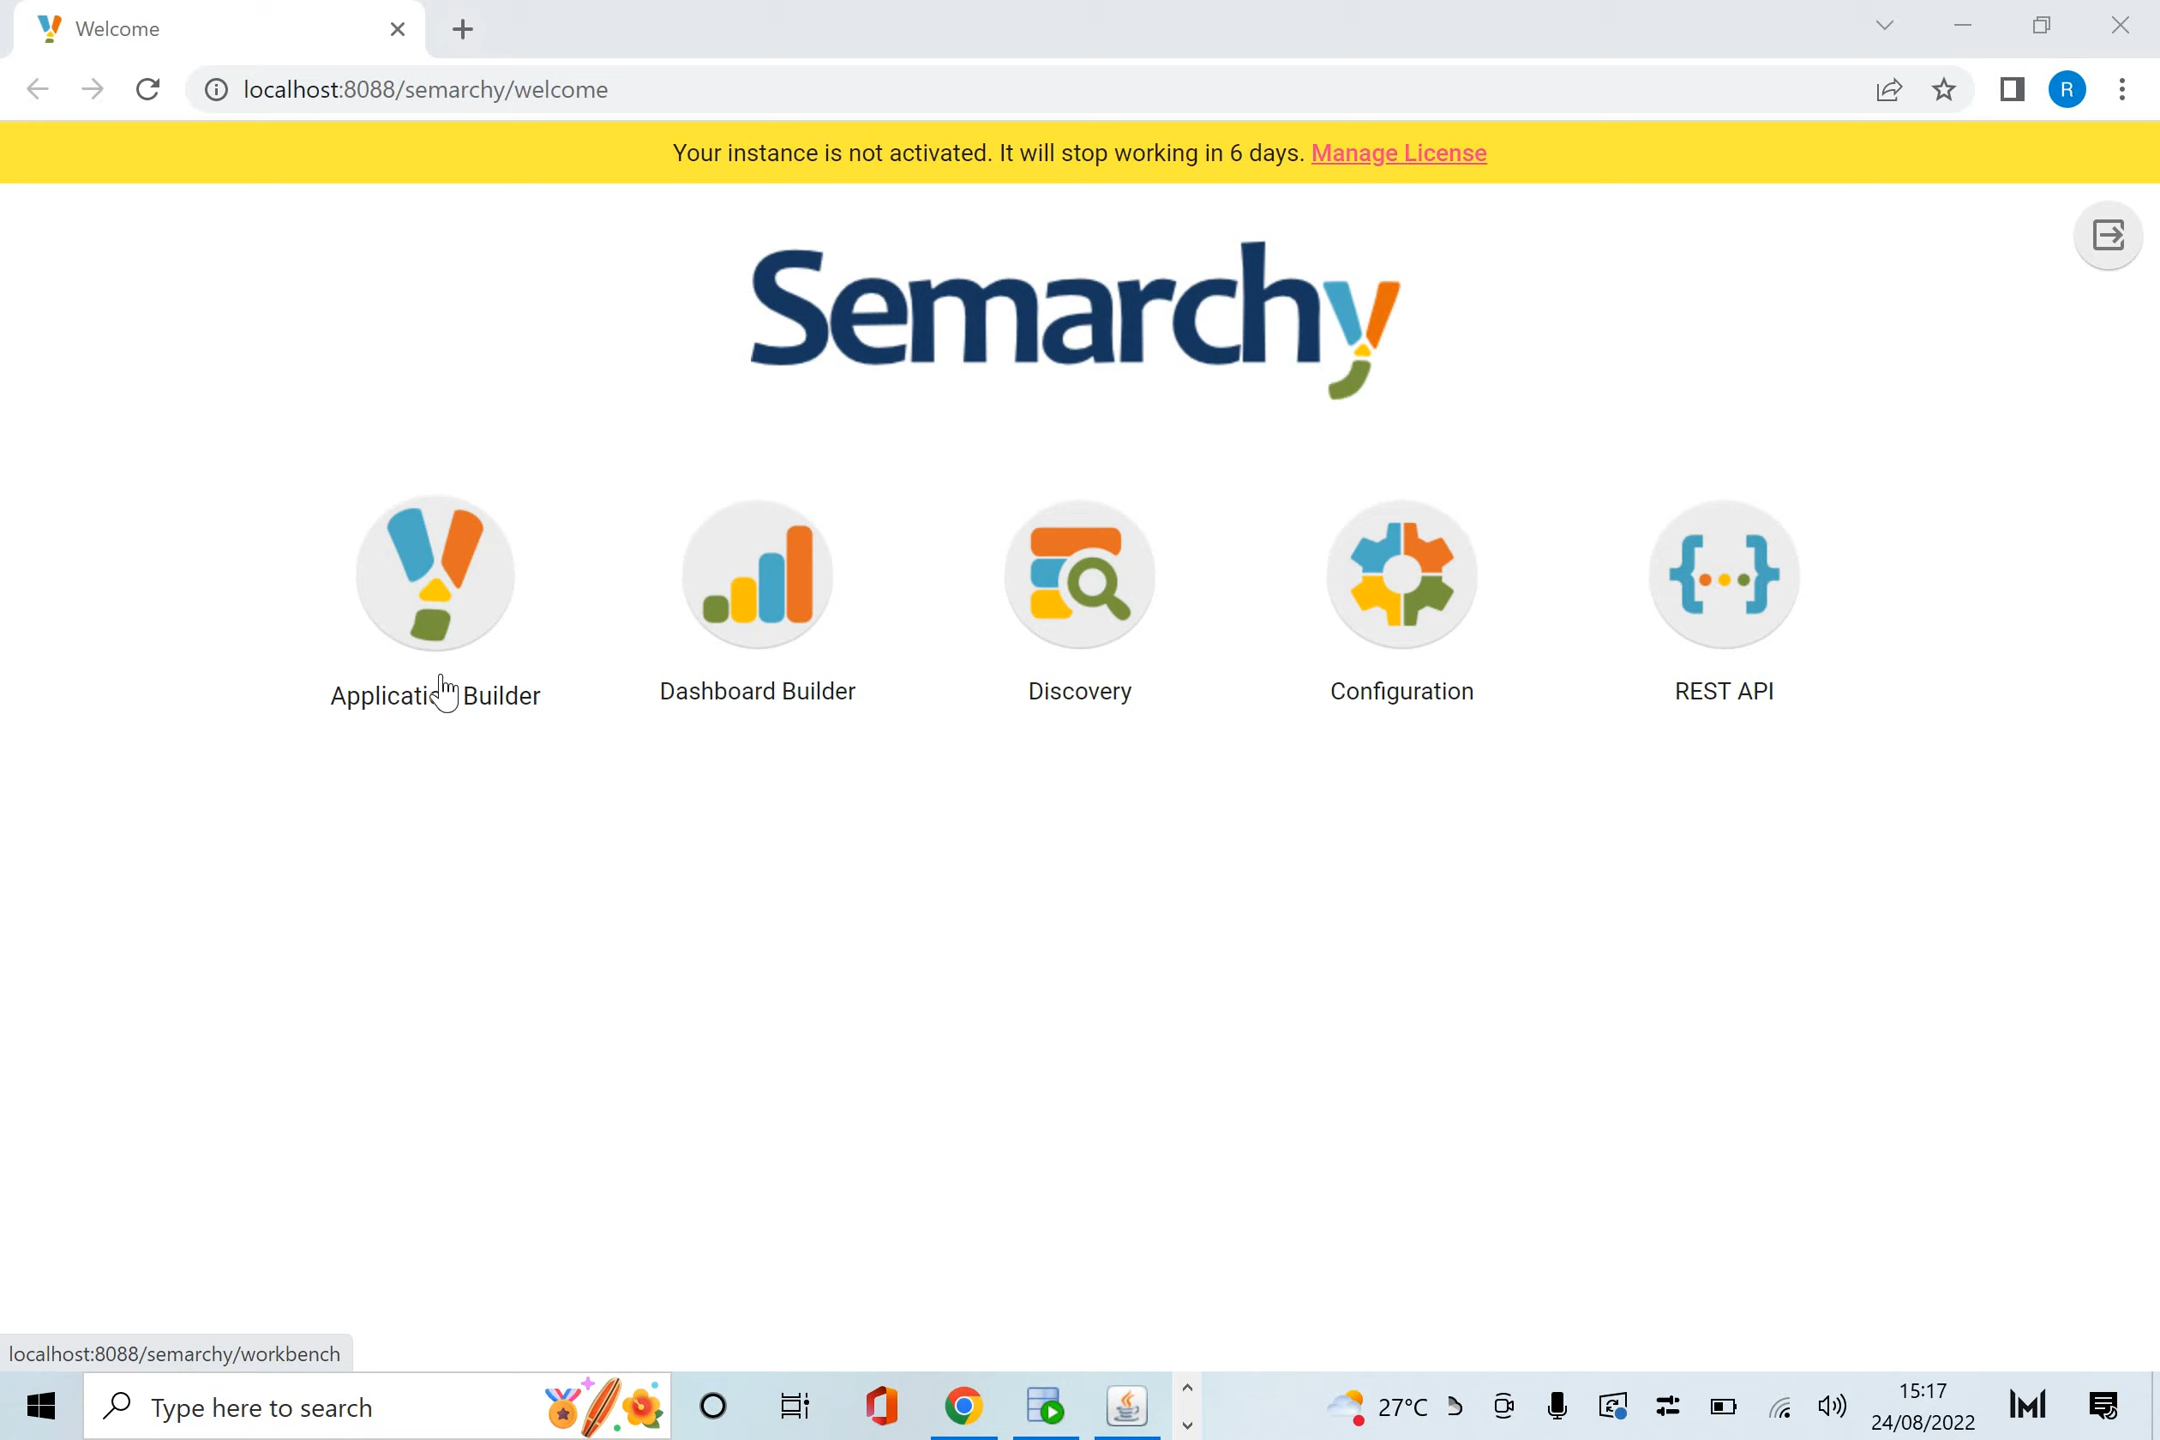 Welcome
localhost:8088/semarchy/welcome
R
Your instance is not activated. It will stop working in 6 days. Manage License
Semarchy
Application Builder
Dashboard Builder
Discovery
Configuration
REST API
localhost:8088/semarchy/workbench
Type here to search
27°C
15:17
24/08/2022